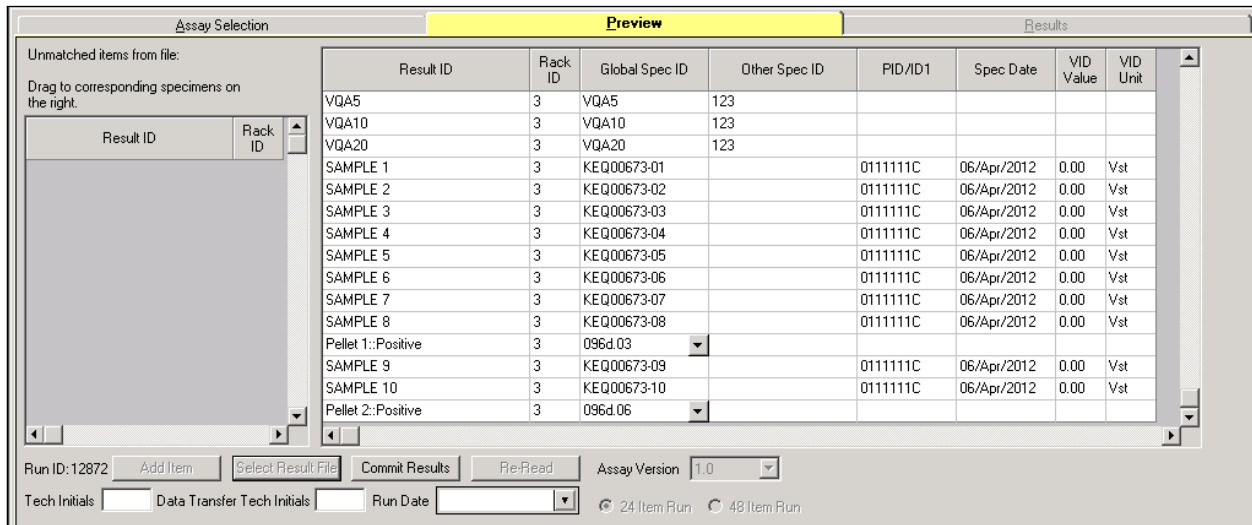 Assay Selection Preview Results
Unmatched items from file:
Drag to corresponding specimens on
the right.
Result ID Rack ID
Result ID Rack ID Global Spec ID Other Spec ID PID/ID1 Spec Date VID Value VID Unit
VQA5 3 VQA5 123
VQA10 3 VQA10 123
VQA20 3 VQA20 123
SAMPLE 1 3 KEQ00673-01 0111111C 06/Apr/2012 0.00 Vst
SAMPLE 2 3 KEQ00673-02 0111111C 06/Apr/2012 0.00 Vst
SAMPLE 3 3 KEQ00673-03 0111111C 06/Apr/2012 0.00 Vst
SAMPLE 4 3 KEQ00673-04 0111111C 06/Apr/2012 0.00 Vst
SAMPLE 5 3 KEQ00673-05 0111111C 06/Apr/2012 0.00 Vst
SAMPLE 6 3 KEQ00673-06 0111111C 06/Apr/2012 0.00 Vst
SAMPLE 7 3 KEQ00673-07 0111111C 06/Apr/2012 0.00 Vst
SAMPLE 8 3 KEQ00673-08 0111111C 06/Apr/2012 0.00 Vst
Pellet 1::Positive 3 096d.03
SAMPLE 9 3 KEQ00673-09 0111111C 06/Apr/2012 0.00 Vst
SAMPLE 10 3 KEQ00673-10 0111111C 06/Apr/2012 0.00 Vst
Pellet 2::Positive 3 096d.06
Run ID: 12872 Add Item Select Result File Commit Results Re-Read Assay Version 1.0
Tech Initials Data Transfer Tech Initials Run Date 24 Item Run 48 Item Run